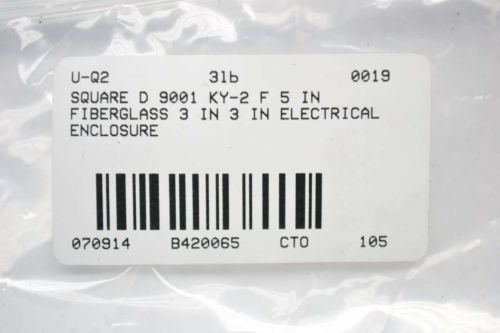 U-Q2 3lb 0019
SQUARE D 9001 KY-2 F 5 IN
FIBERGLASS 3 IN 3 IN ELECTRICAL
ENCLOSURE
070914 B420065 CTO 105